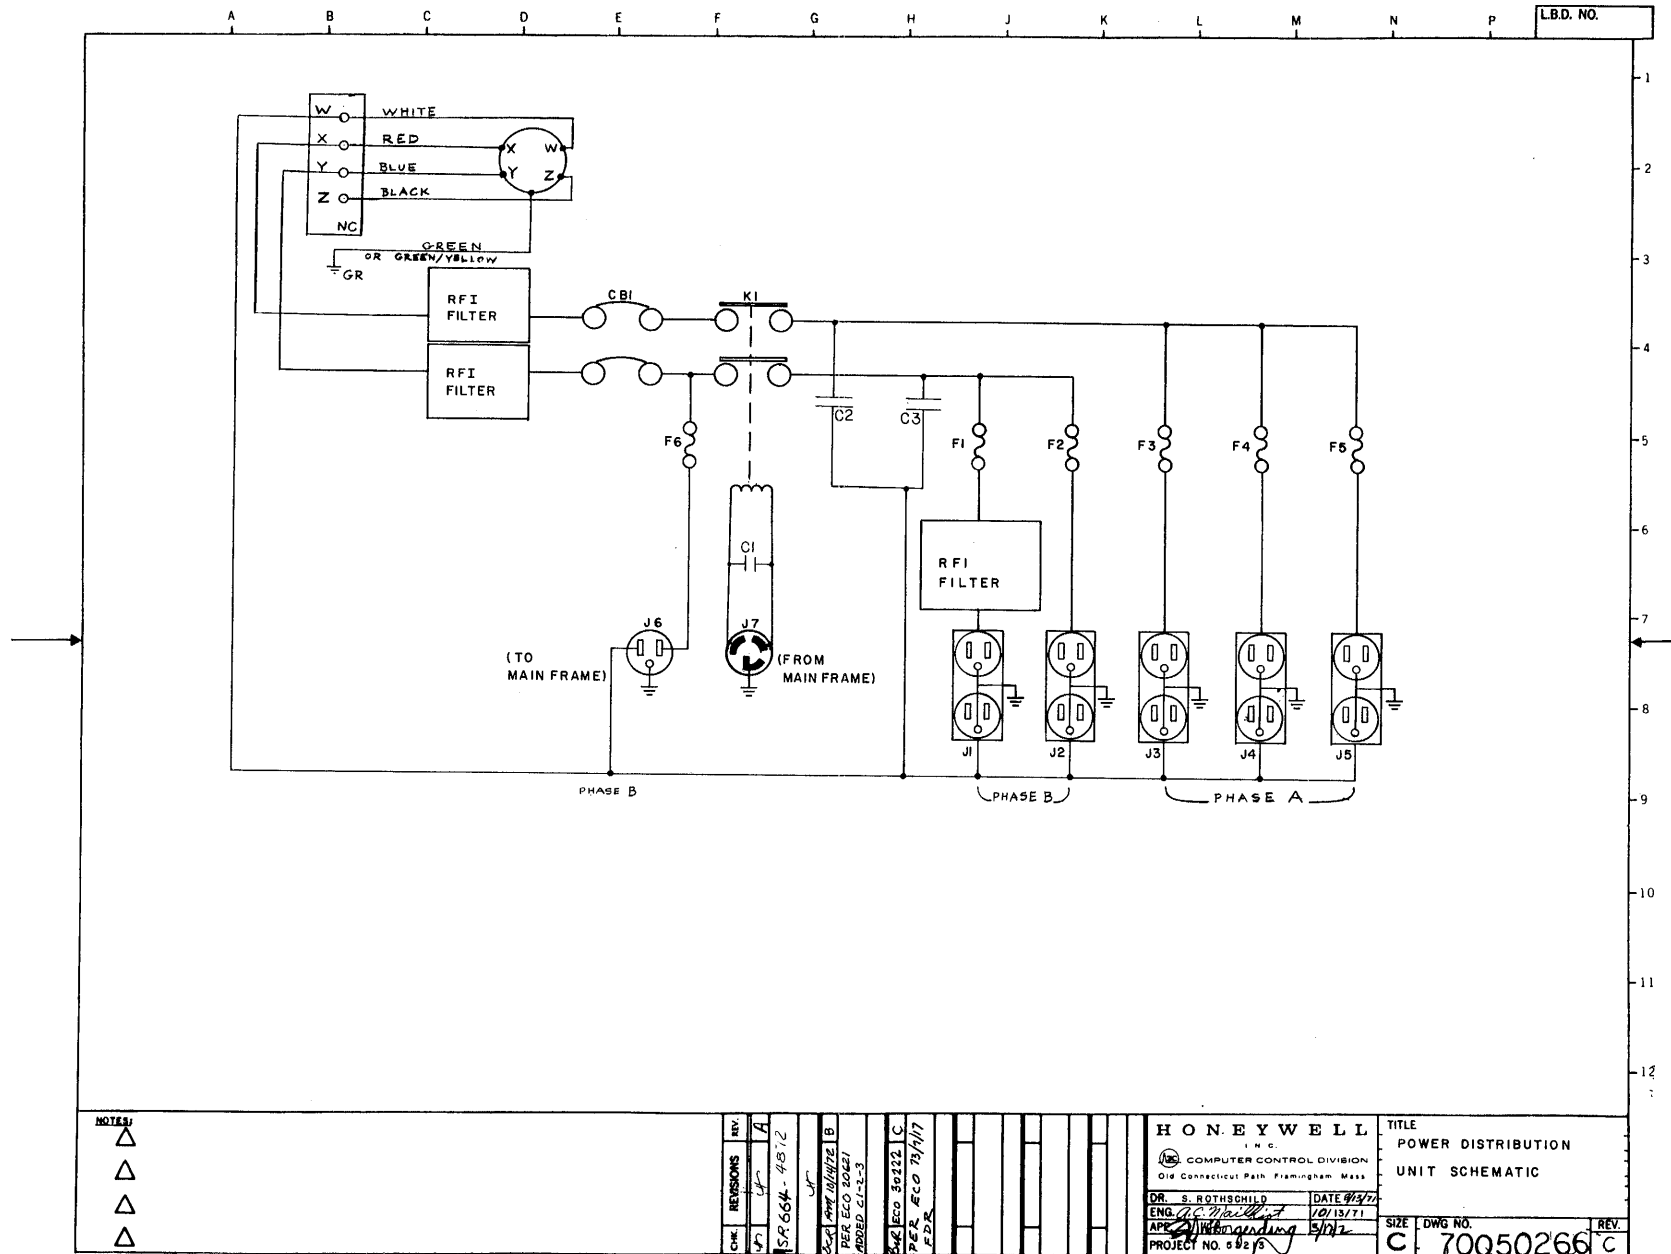 A B C D E F G H J K L M N P
L.B.D. NO.
1
2
3
4
5
6
7
8
9
10
11
12
W WHITE
X RED
Y BLUE
Z BLACK
NC
X W
Y Z
GREEN
OR GREEN/YELLOW
GR
RFI
FILTER
RFI
FILTER
CB1
K1
C2
C3
F6
F1
F2
F3
F4
F5
C1
RFI
FILTER
J6
J7
(TO
MAIN FRAME)
(FROM
MAIN FRAME)
J1
J2
J3
J4
J5
PHASE B
PHASE B
PHASE A
NOTES:
REV.
REVISIONS
CHK.
A
S.P. 664-4872
B
PER ECO 20621
ADDED C1-2-3
C
ECO 30222
PER ECO
FDR
HONEYWELL
INC.
COMPUTER CONTROL DIVISION
Old Connecticut Path Framingham Mass
DR. S. ROTHSCHILD DATE
ENG. 10/13/71
APP.
PROJECT NO.
TITLE
POWER DISTRIBUTION
UNIT SCHEMATIC
SIZE DWG NO. REV.
C 70050266 C